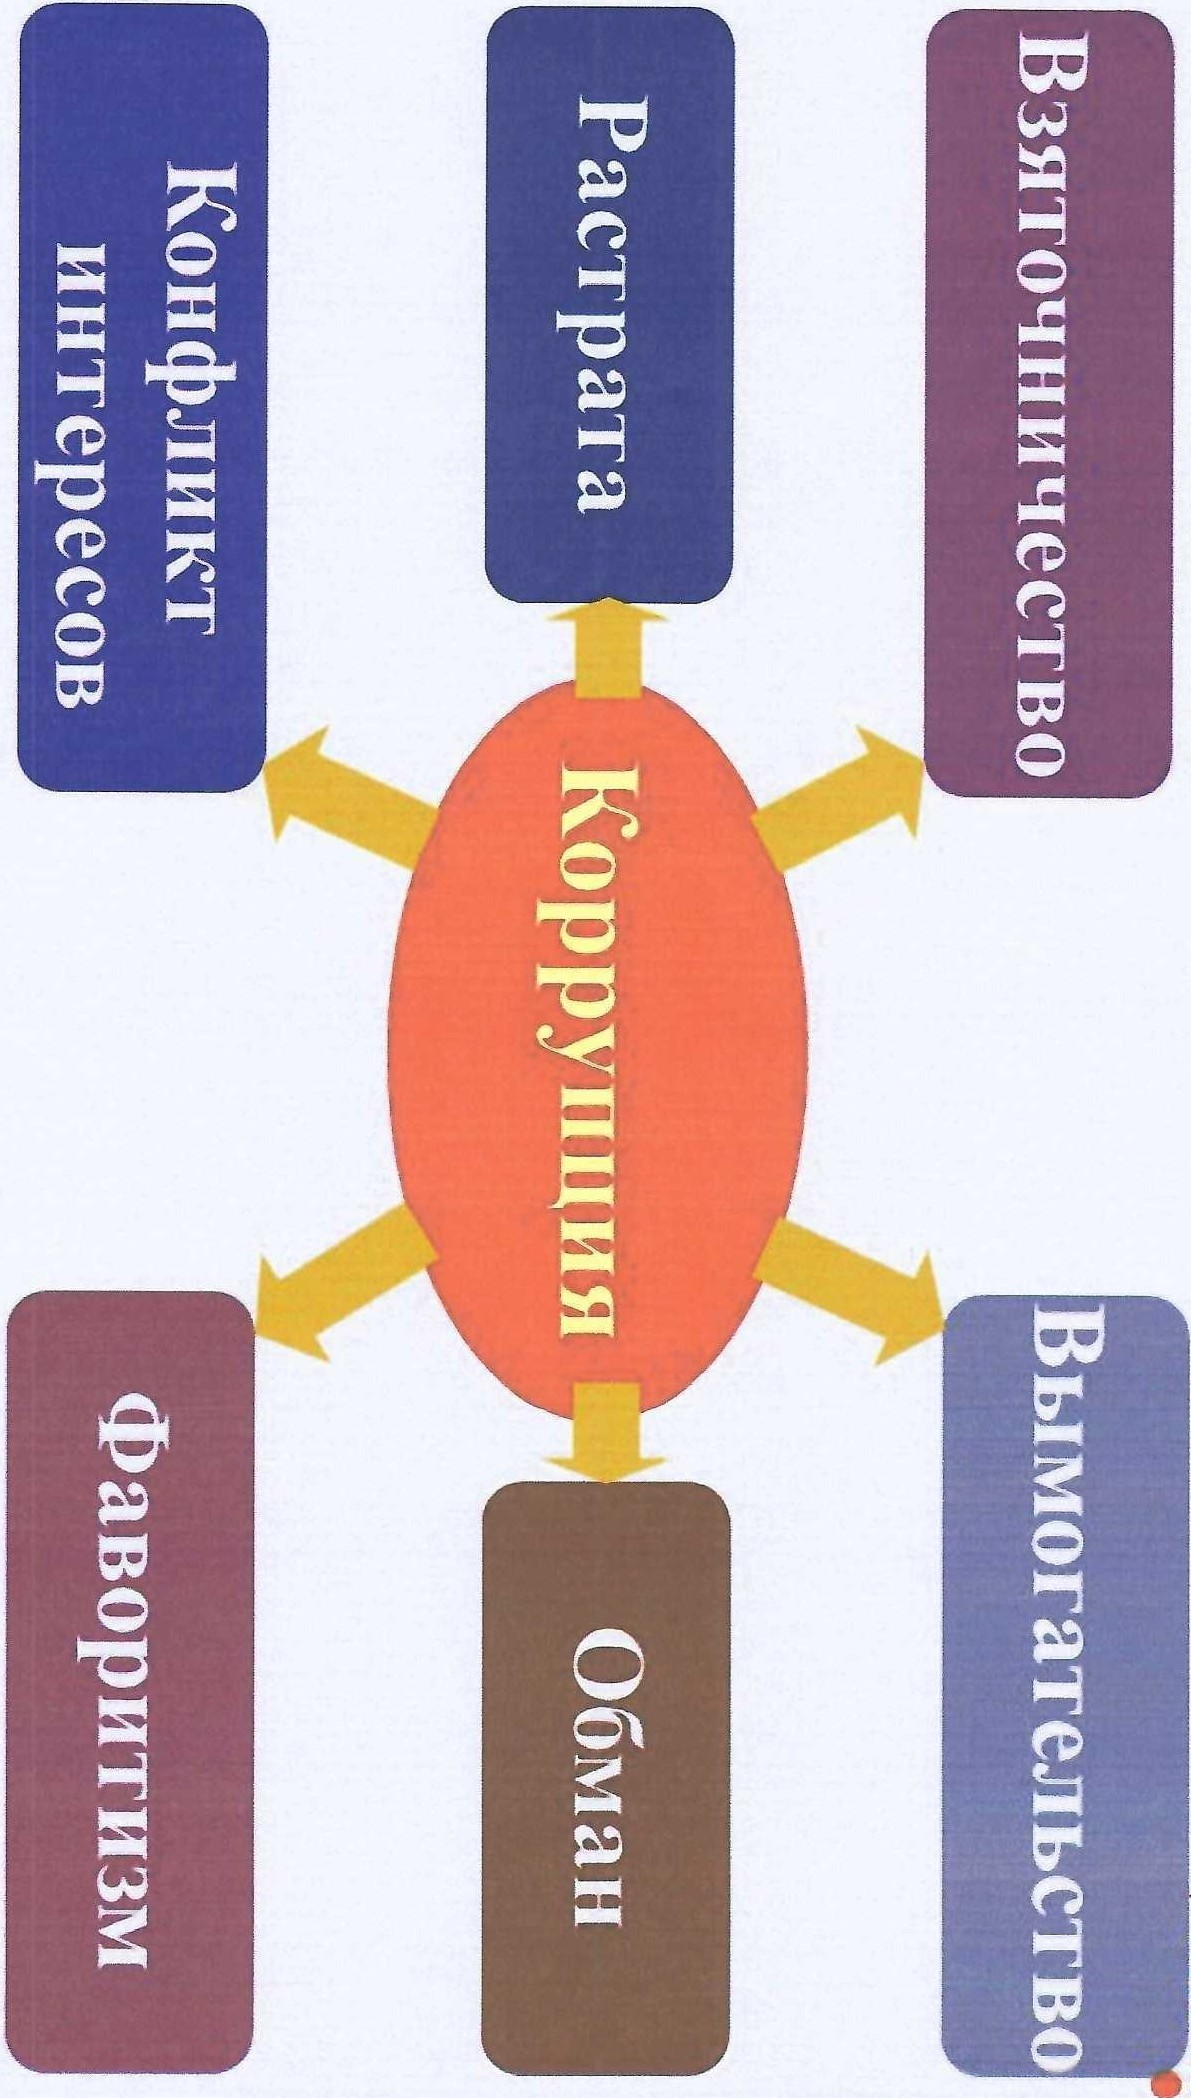 Взяточничество
Вымогательство
Растрата
Коррупция
Обман
Конфликт
интересов
Фаворитизм